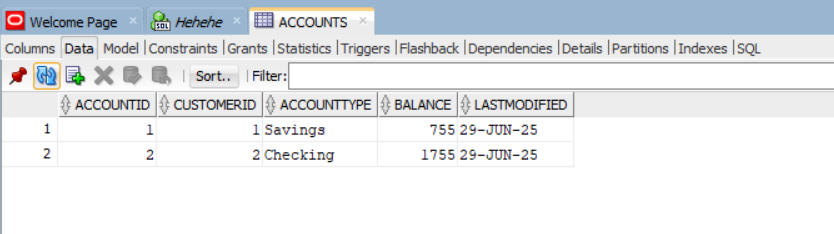 Welcome Page Hehehe ACCOUNTS
Columns Data Model Constraints Grants Statistics Triggers Flashback Dependencies Details Partitions Indexes SQL
Sort.. Filter:
ACCOUNTID CUSTOMERID ACCOUNTTYPE BALANCE LASTMODIFIED
1 1 1 Savings 755 29-JUN-25
2 2 2 Checking 1755 29-JUN-25